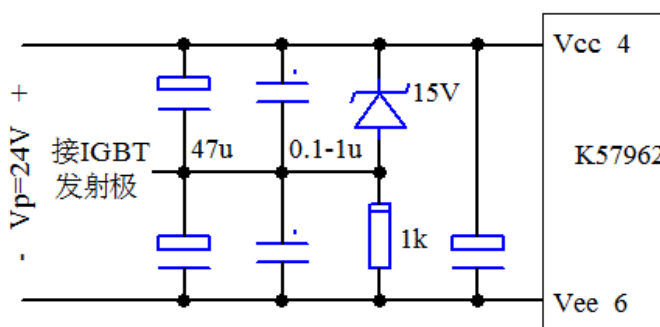 Vcc 4
+
15V
Vp=24V
接IGBT
发射极
47u
0.1-1u
K57962
1k
-
Vee 6